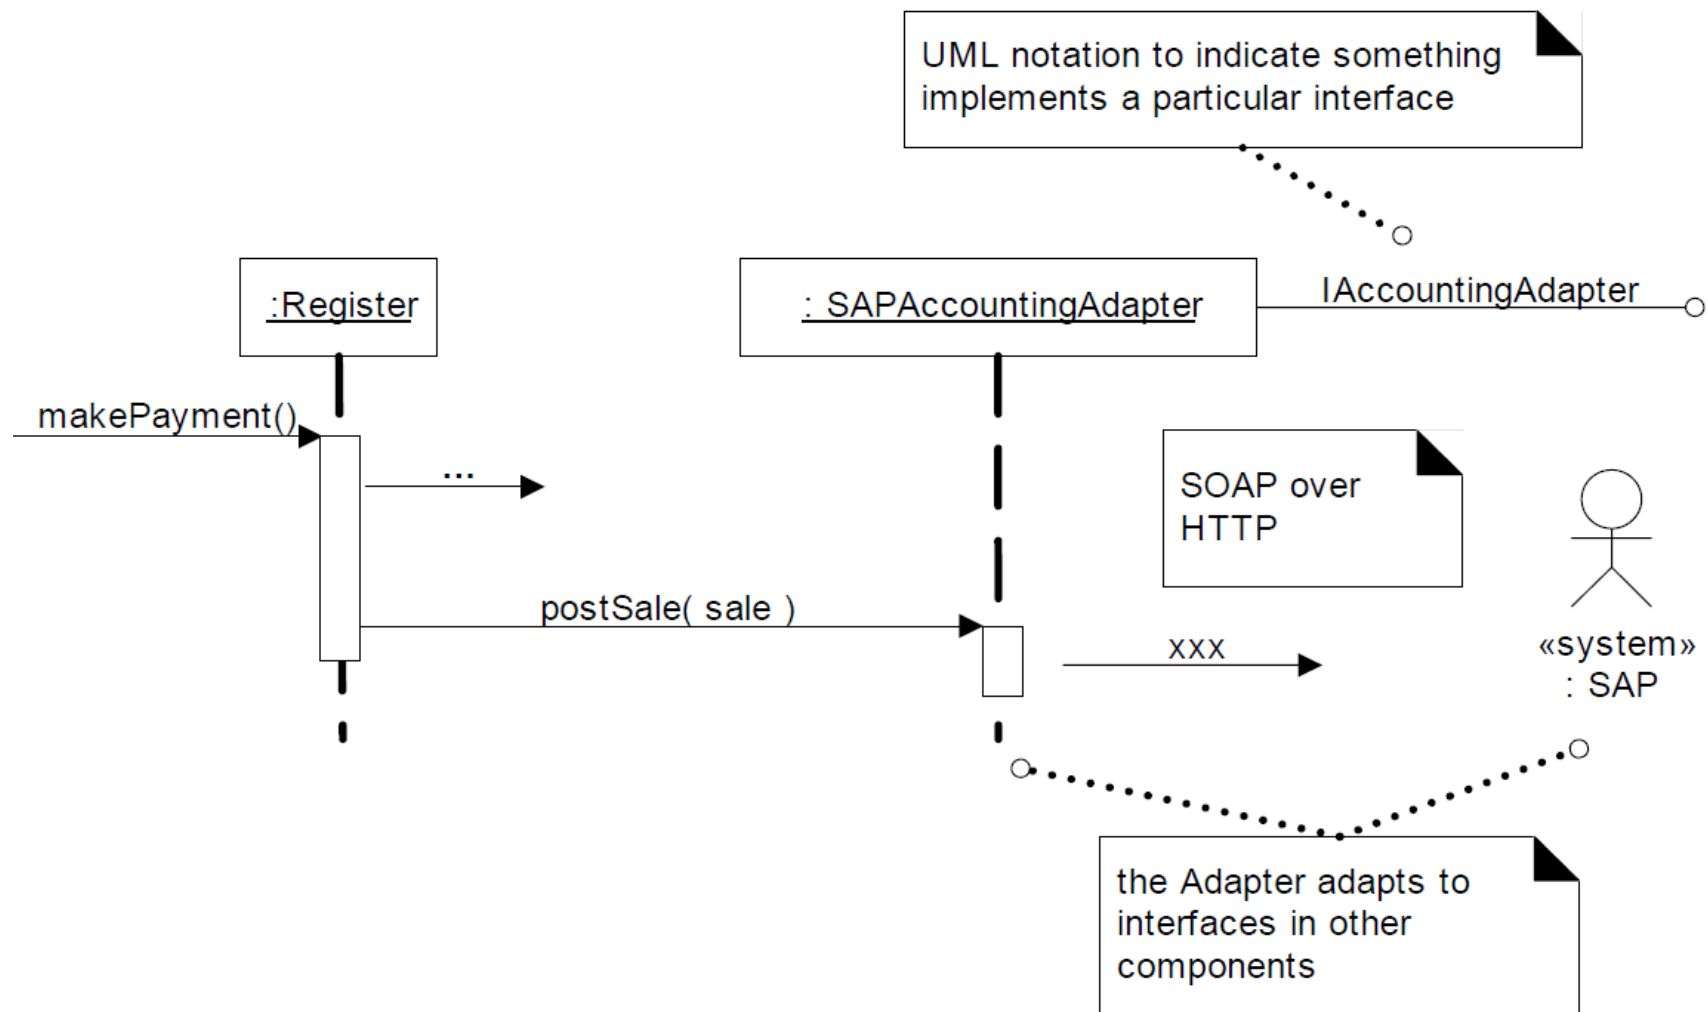 UML notation to indicate something
implements a particular interface
:Register
: SAPAccountingAdapter
IAccountingAdapter
makePayment()
...
SOAP over
HTTP
postSale( sale )
xxx
«system»
: SAP
the Adapter adapts to
interfaces in other
components